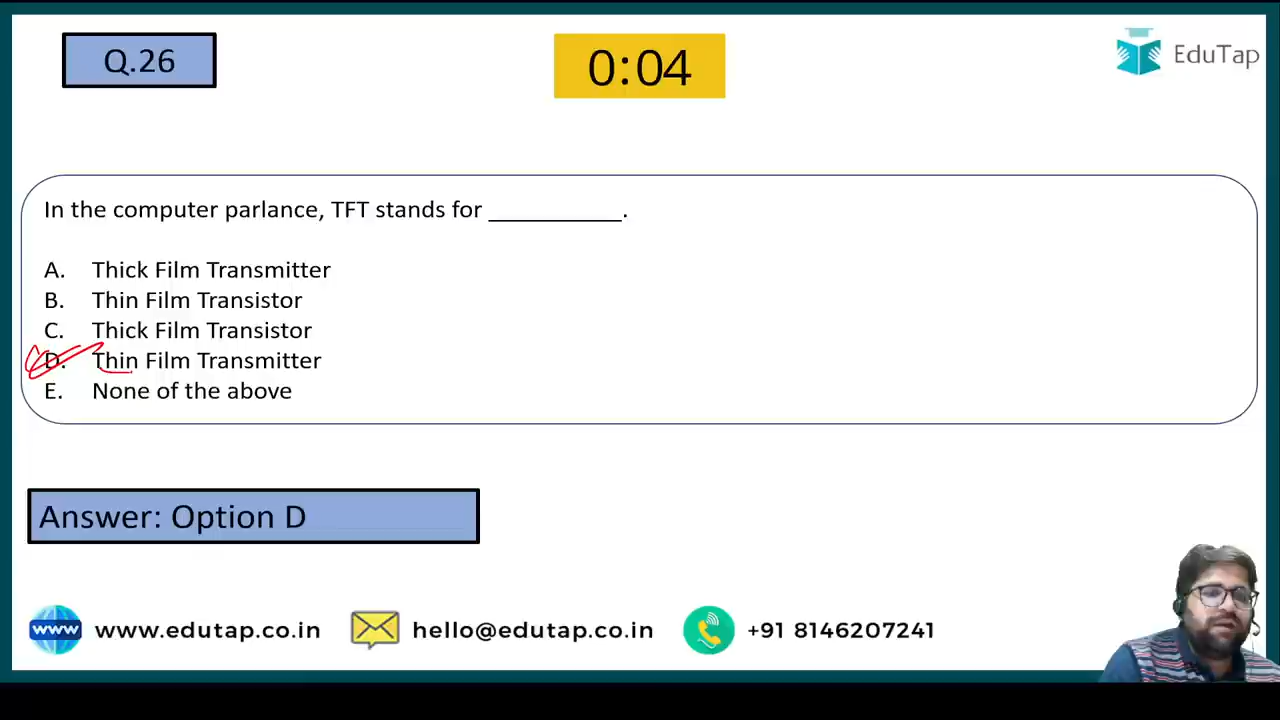 Q.26
0:04
EduTap
In the computer parlance, TFT stands for ___________.
A. Thick Film Transmitter
B. Thin Film Transistor
C. Thick Film Transistor
D. Thin Film Transmitter
E. None of the above
Answer: Option D
www www.edutap.co.in hello@edutap.co.in +91 8146207241